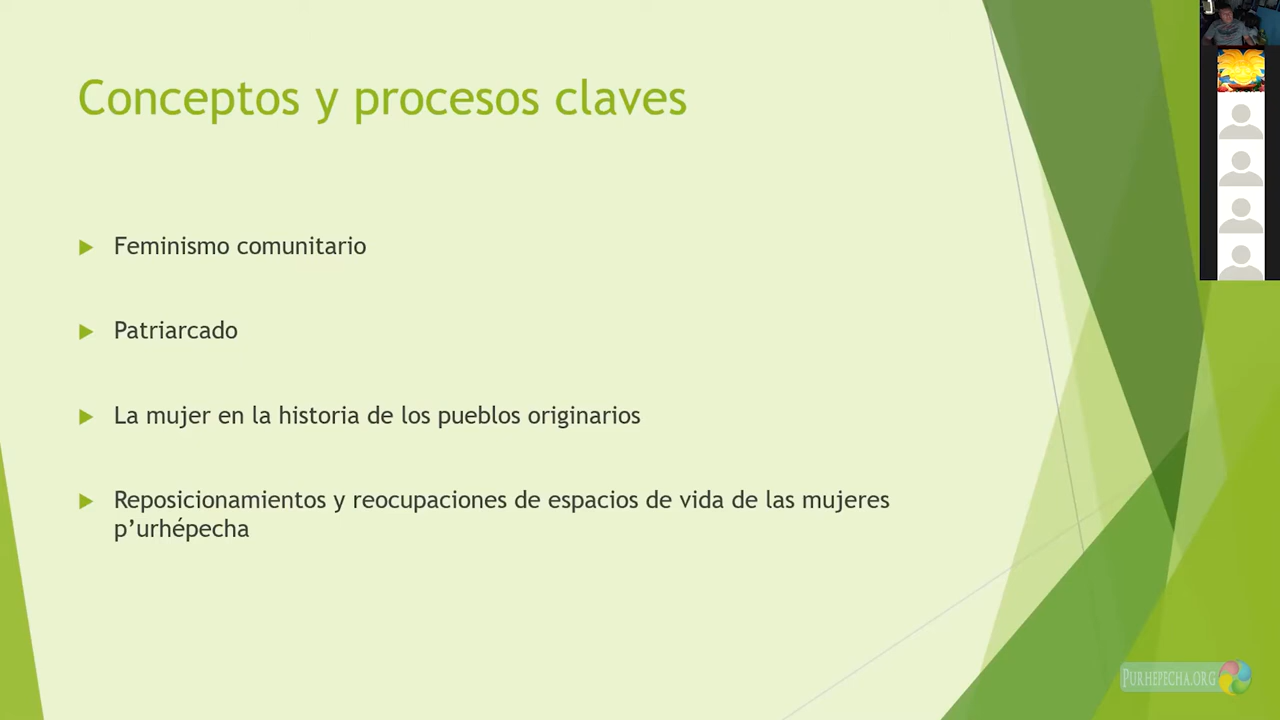 Conceptos y procesos claves
Feminismo comunitario
Patriarcado
La mujer en la historia de los pueblos originarios
Reposicionamientos y reocupaciones de espacios de vida de las mujeres
p’urhépecha
PURHEPECHA.ORG